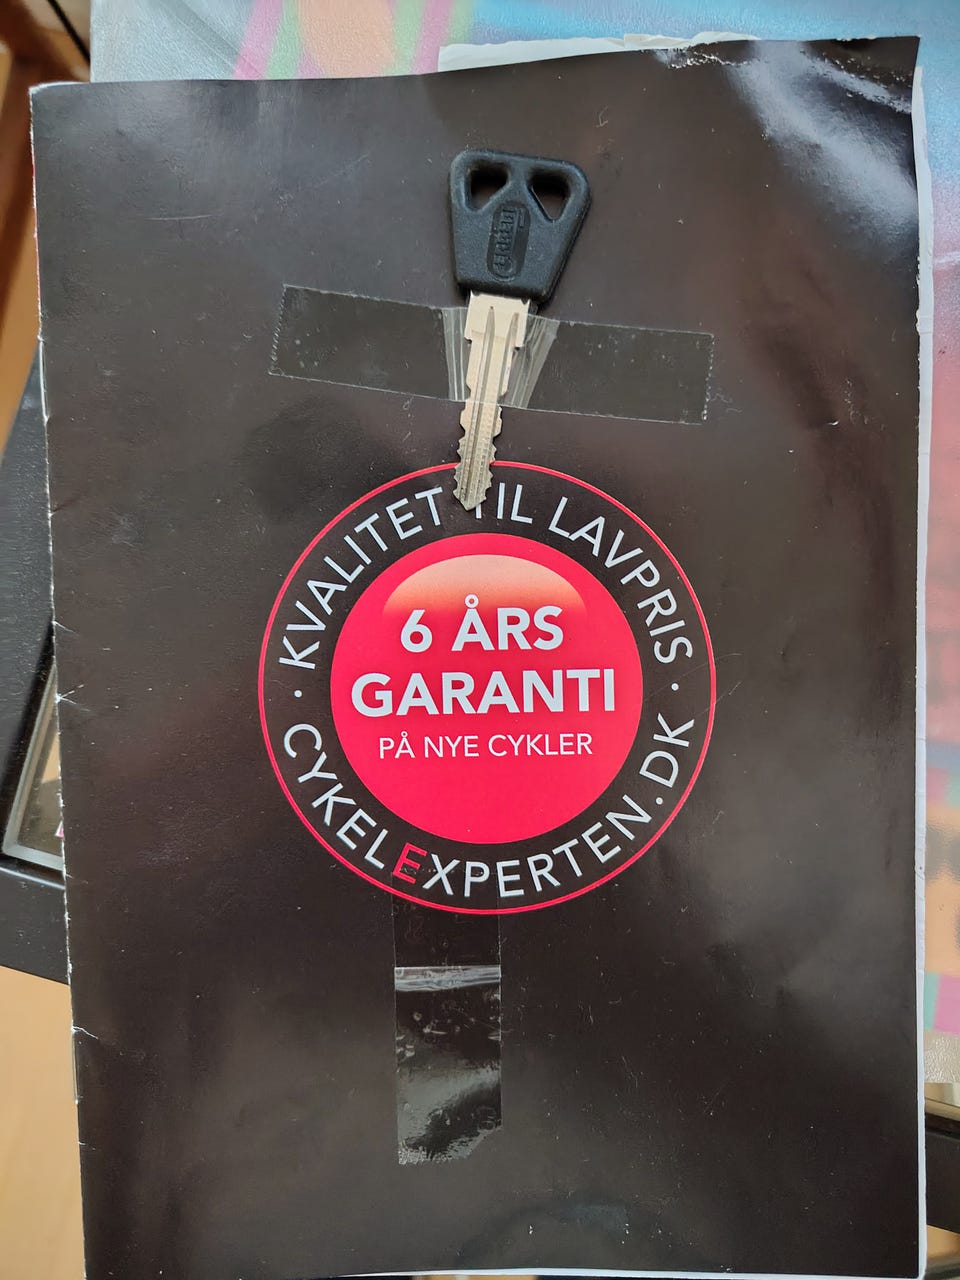 KVALITET TIL LAVPRIS
6 ÅRS
GARANTI
PÅ NYE CYKLER
· CYKELEXPERTEN.DK ·